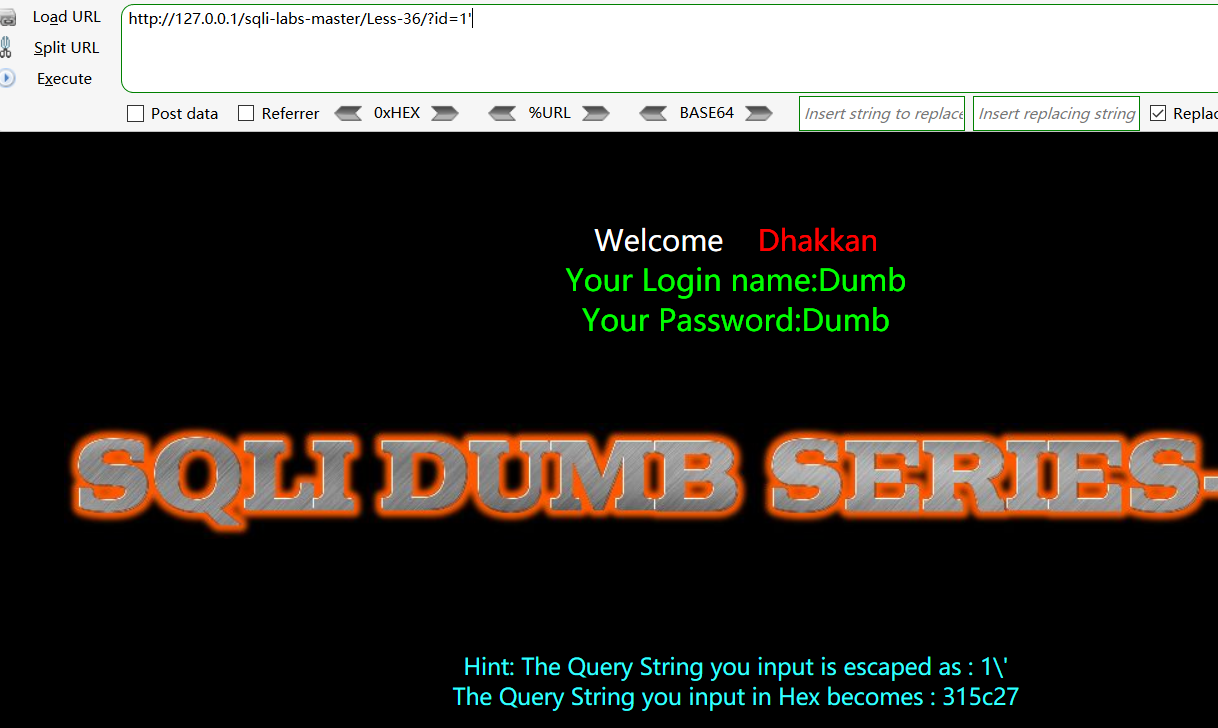 Load URL
http://127.0.0.1/sqli-labs-master/Less-36/?id=1'
Split URL
Execute
Post data Referrer 0xHEX %URL BASE64 Insert string to replace Insert replacing string Replac
Welcome Dhakkan
Your Login name:Dumb
Your Password:Dumb
SQLI DUMB SERIES-
Hint: The Query String you input is escaped as : 1\'
The Query String you input in Hex becomes : 315c27